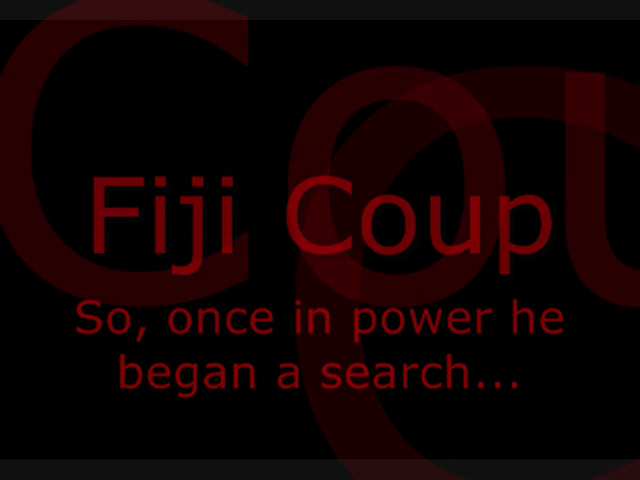 Fiji Coup
So, once in power he
began a search...